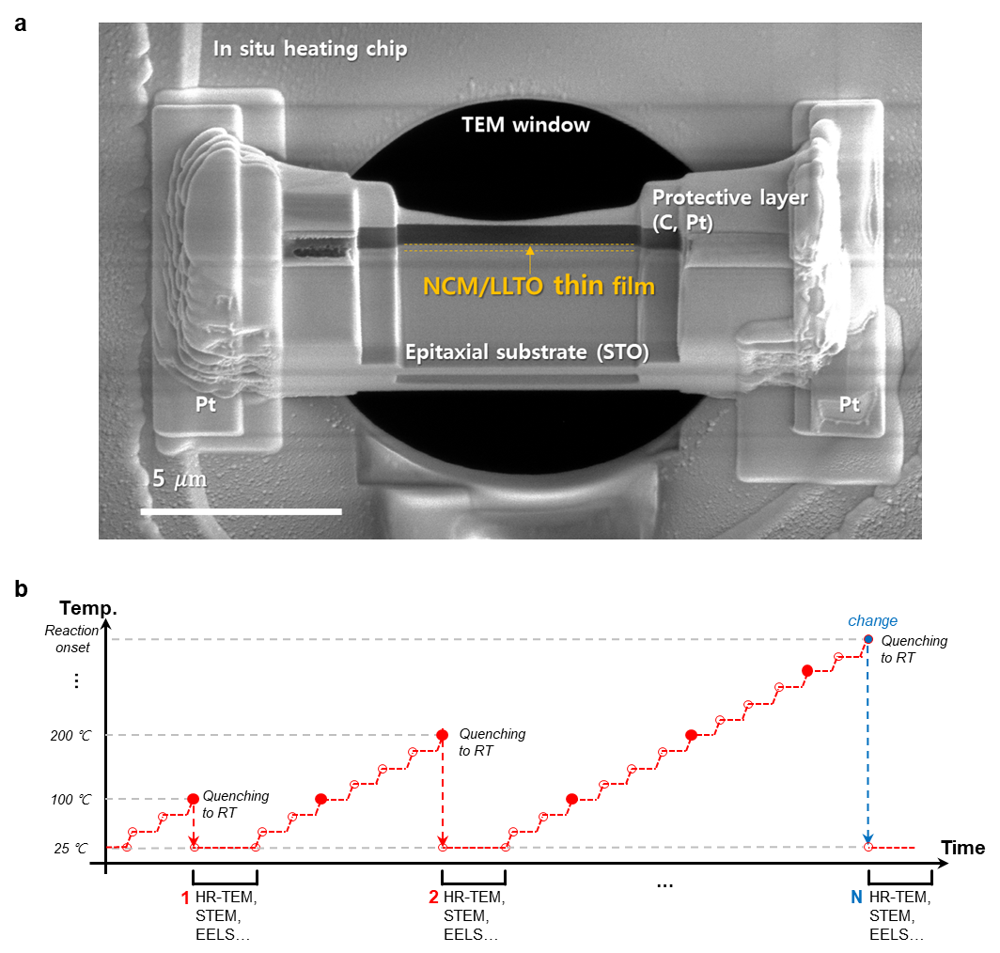 a
In situ heating chip
TEM window
Protective layer
(C, Pt)
NCM/LLTO thin film
Epitaxial substrate (STO)
Pt
Pt
5 μm
b
Temp.
Reaction
onset
⋮
200 ℃
100 ℃
25 ℃
change
Quenching
to RT
Quenching
to RT
Quenching
to RT
Time
1 HR-TEM,
STEM,
EELS…
2 HR-TEM,
STEM,
EELS…
...
N HR-TEM,
STEM,
EELS…